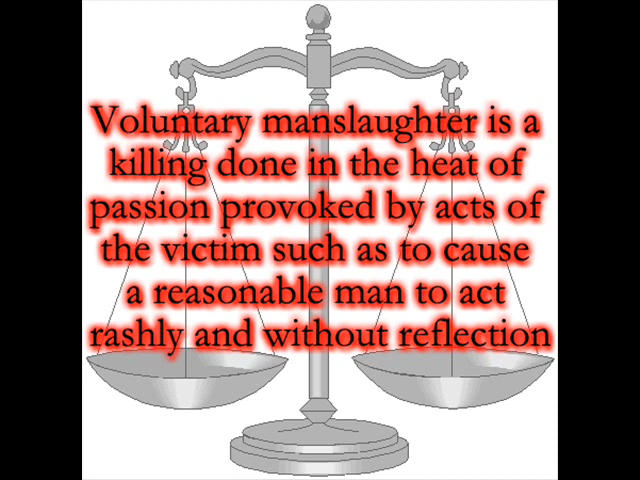 Voluntary manslaughter is a
killing done in the heat of
passion provoked by acts of
the victim such as to cause
a reasonable man to act
rashly and without reflection